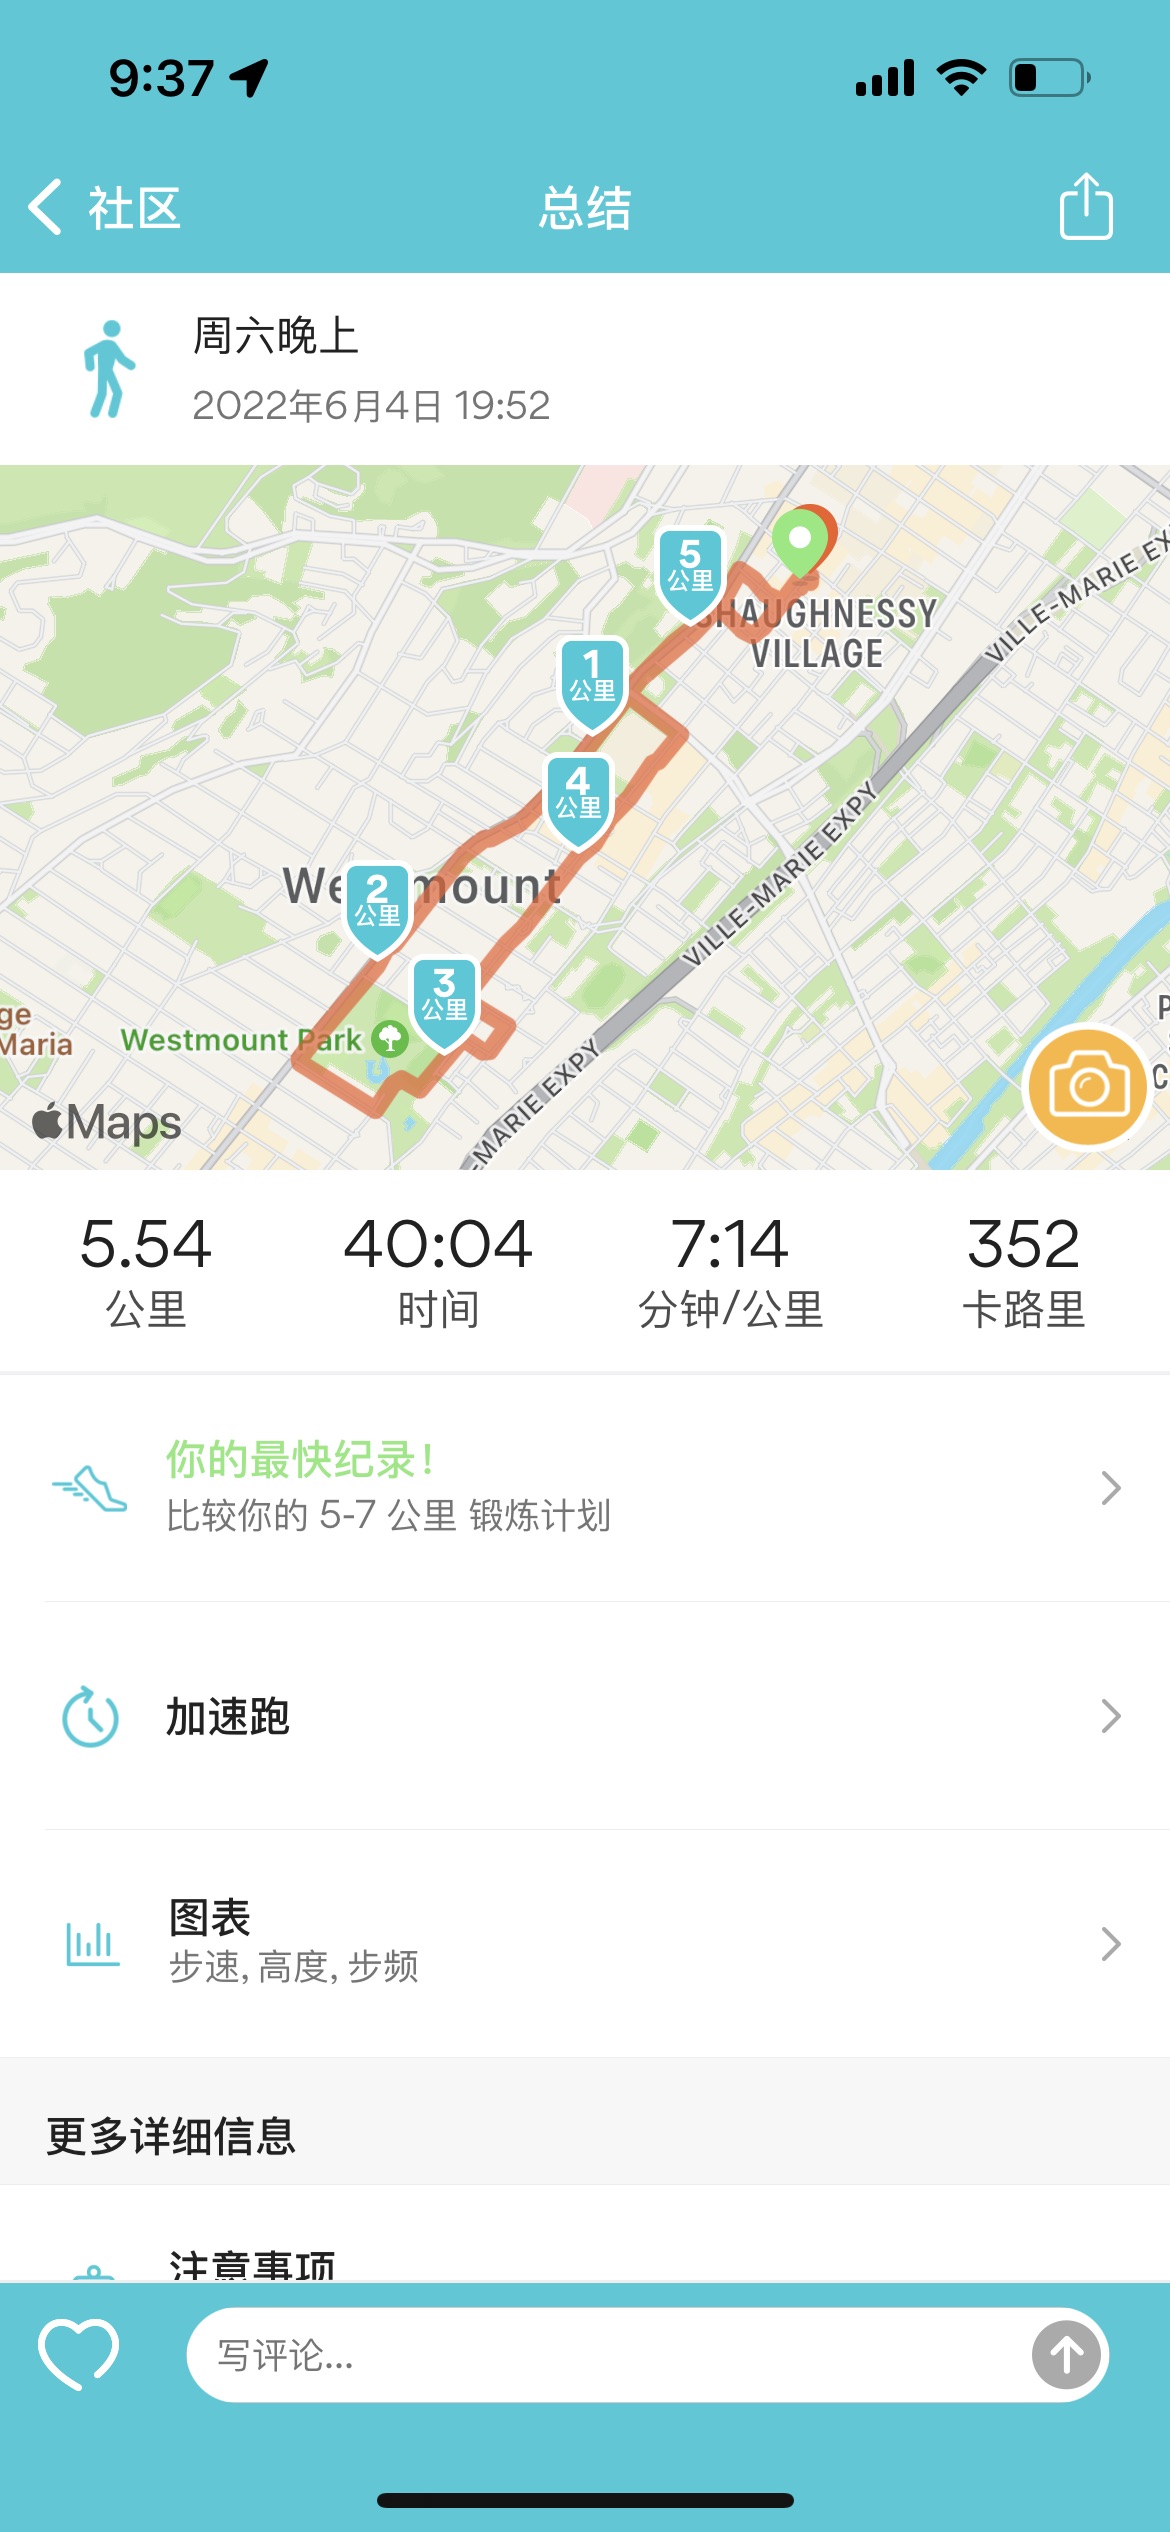 9:37
社区
总结
周六晚上
2022年6月4日 19:52
5
公里
SHAUGHNESSY
VILLAGE
VILLE-MARIE EX
1
公里
4
公里
VILLE-MARIE EXPY
Westmount
2
公里
3
公里
ge
Maria
Westmount Park
-MARIE EXPY
P
C
Maps
5.54
公里
40:04
时间
7:14
分钟/公里
352
卡路里
你的最快纪录!
比较你的 5-7 公里 锻炼计划
加速跑
图表
步速, 高度, 步频
更多详细信息
注意事项
写评论...